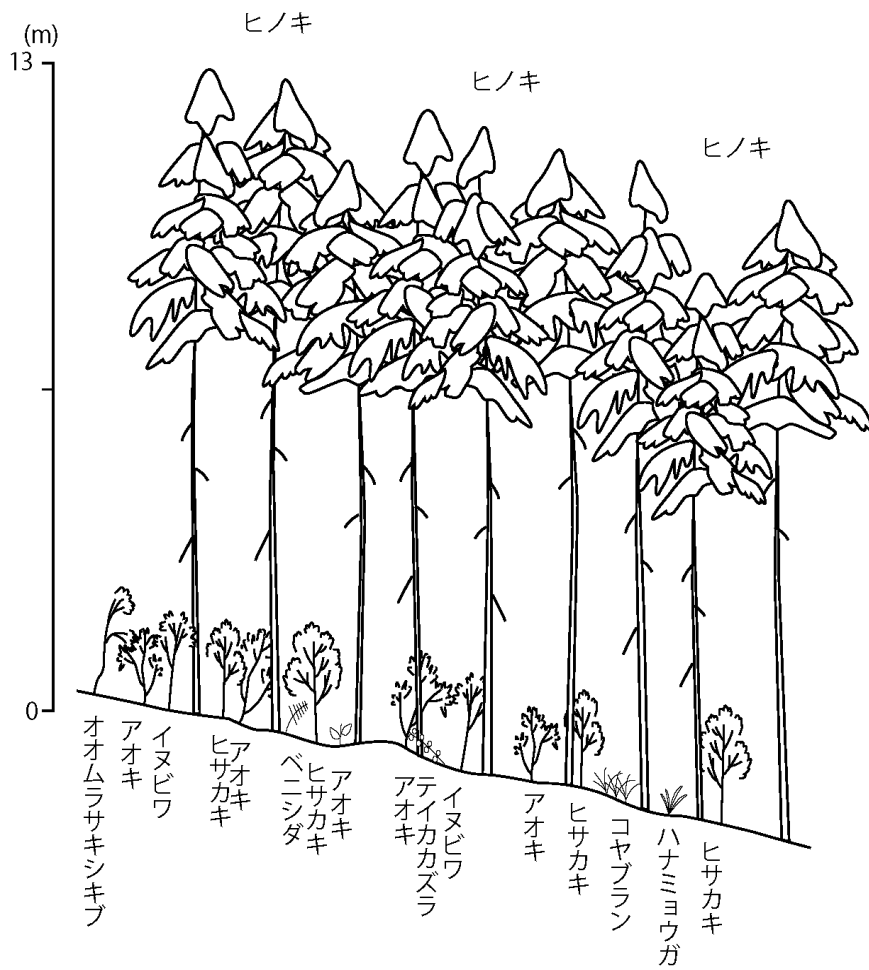 ヒノキ
(m)
13
ヒノキ
ヒノキ
0
オオムラサキシキブ
アオキ
イヌビワ
ヒサカキ
アオキ
ベニシダ
ヒサカキ
アオキ
アオキ
テイカカズラ
イヌビワ
アオキ
ヒサカキ
コヤブラン
ハナミョウガ
ヒサカキ